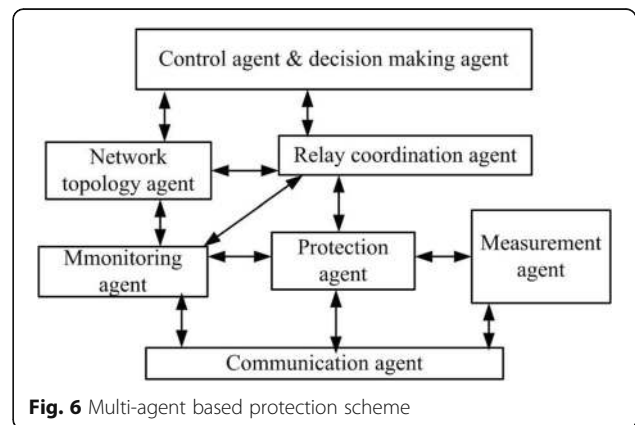 Control agent & decision making agent
Network
topology agent
Relay coordination agent
Mmonitoring
agent
Protection
agent
Measurement
agent
Communication agent
Fig. 6 Multi-agent based protection scheme